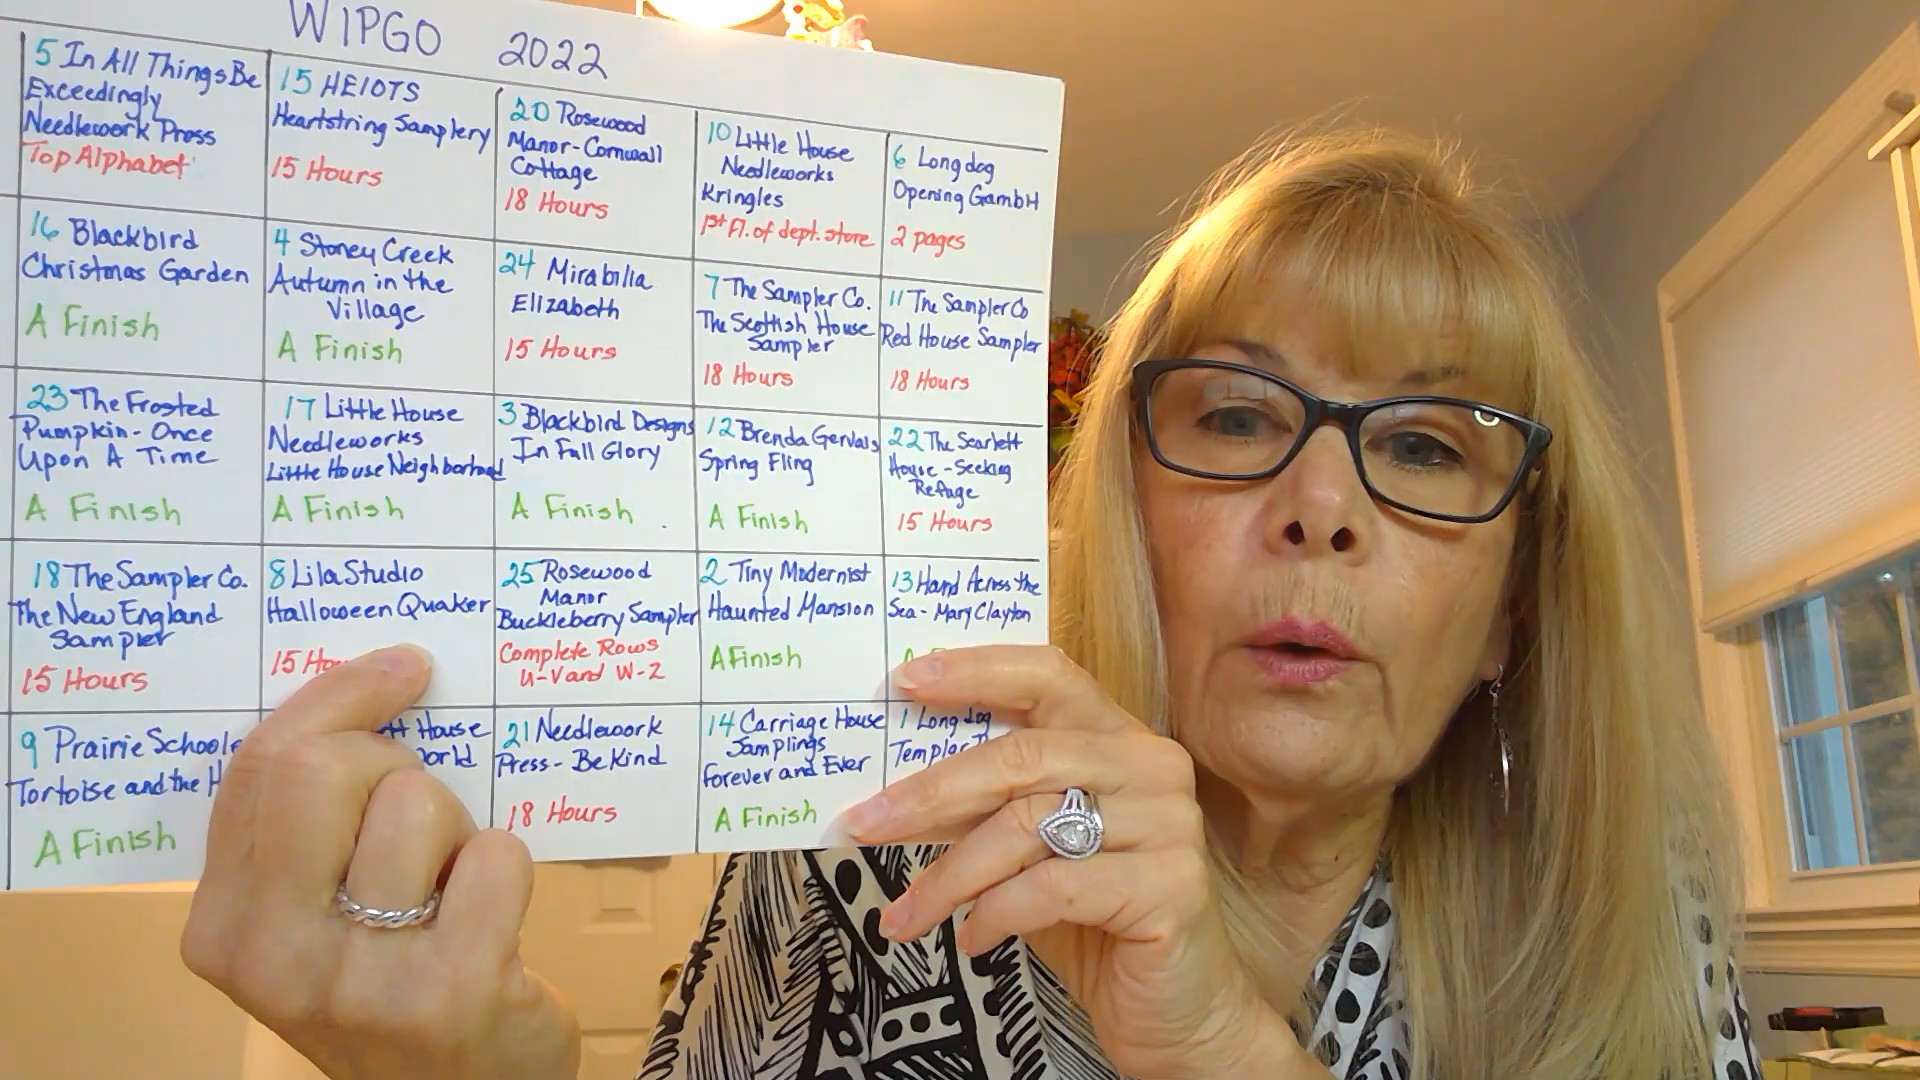 WIPGO 2022
5 In All Things Be
Exceedingly
Needlework Press
Top Alphabet
15 HEIOTS
Heartstring Samplery
15 Hours
20 Rosewood
Manor-Cornwall
Cottage
18 Hours
10 Little House
Needleworks
Kringles
1st Fl. of dept. store
6 Long dog
Opening Gambit
2 pages
16 Blackbird
Christmas Garden
A Finish
4 Stoney Creek
Autumn in the
Village
A Finish
24 Mirabilia
Elizabeth
15 Hours
7 The Sampler Co.
The Scottish House
Sampler
18 Hours
11 The Sampler Co
Red House Sampler
18 Hours
23 The Frosted
Pumpkin-Once
Upon A Time
A Finish
17 Little House
Needleworks
Little House Neighborhood
A Finish
3 Blackbird Designs
In Full Glory
A Finish
12 Brenda Gervais
Spring Fling
A Finish
22 The Scarlett
House-Seeking
Refuge
15 Hours
18 The Sampler Co.
The New England
Sampler
15 Hours
8 Lila Studio
Halloween Quaker
15 Ho
25 Rosewood
Manor
Buckleberry Sampler
Complete Rows
U-V and W-Z
2 Tiny Modernist
Haunted Mansion
A Finish
13 Hand Across the
Sea-Mary Clayton
A F
9 Prairie Schoole
Tortoise and the H
A Finish
tt House
orld
21 Needlework
Press-Be Kind
18 Hours
14 Carriage House
Samplings
Forever and Ever
A Finish
1 Long dog
Templar